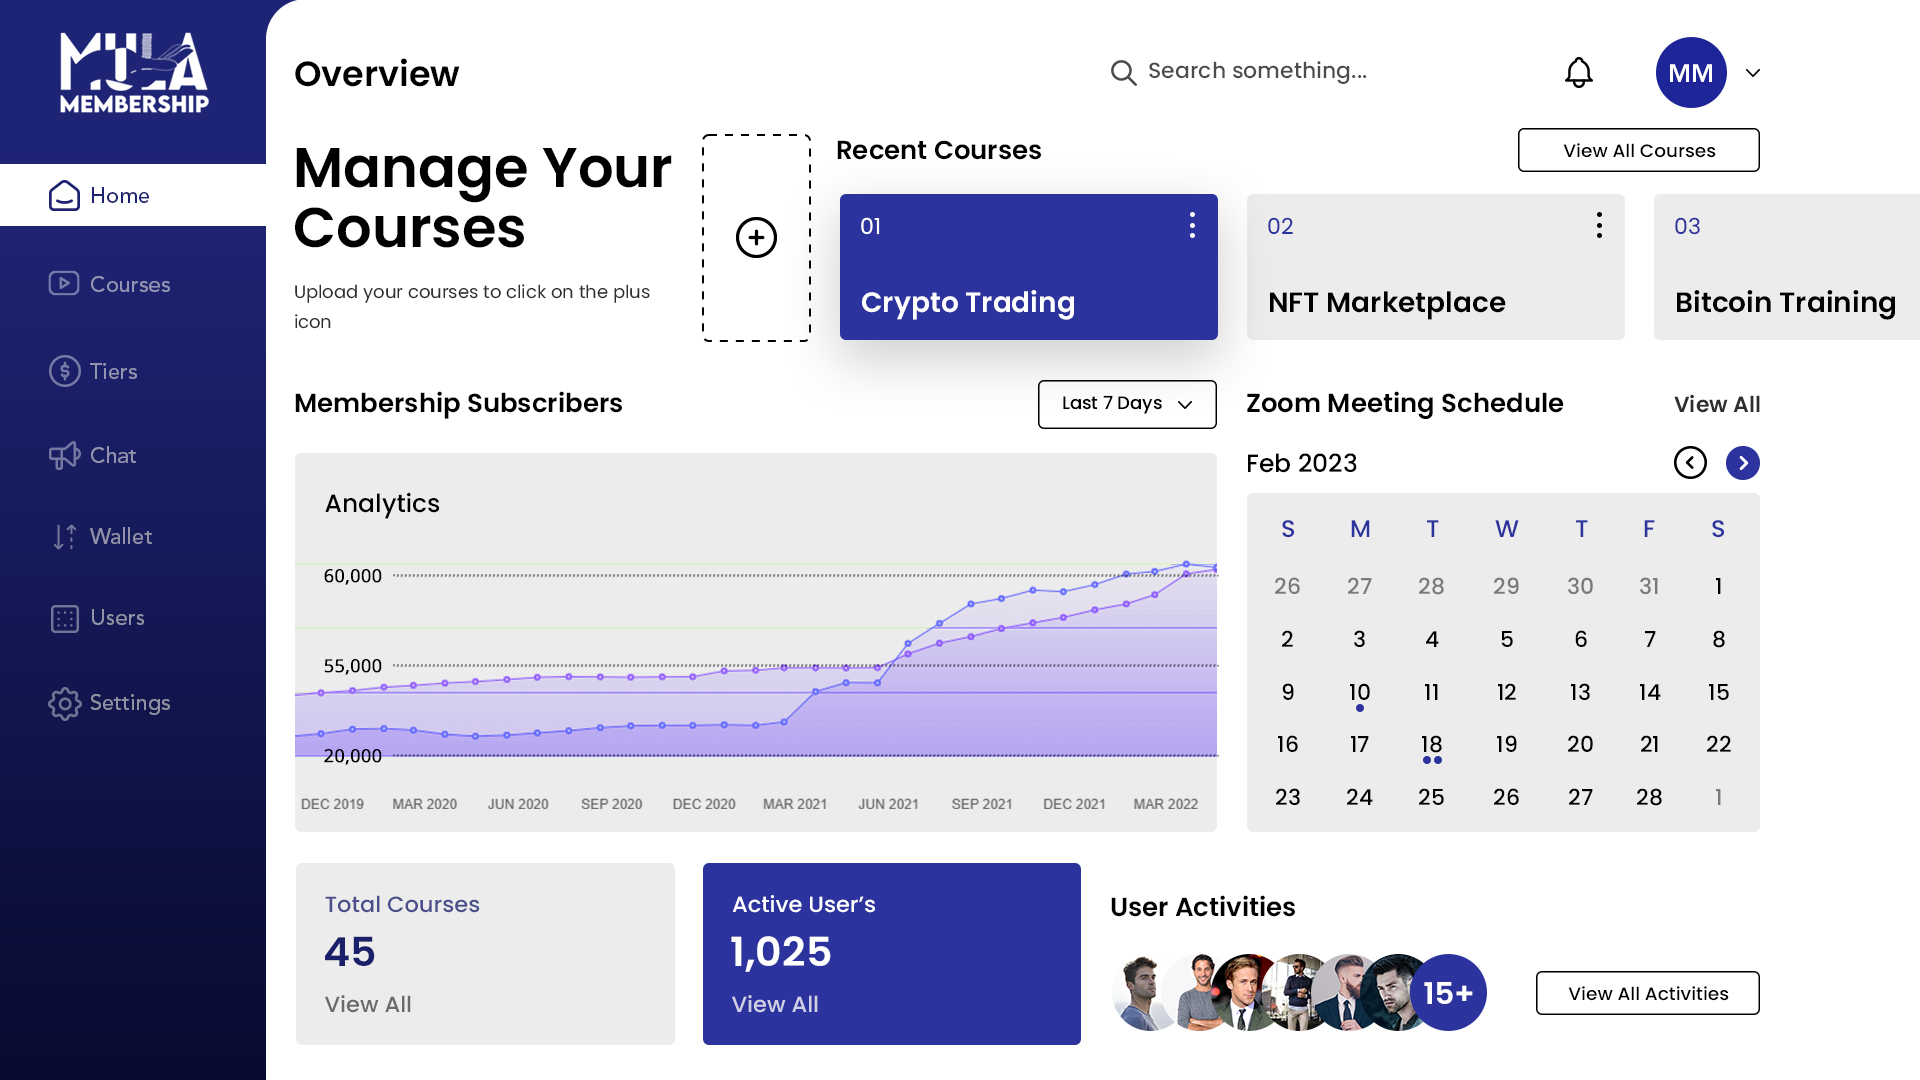 MULA
MEMBERSHIP
Home
Courses
Tiers
Chat
Wallet
Users
Settings
Overview
Search something...
MM
Manage Your
Courses
Upload your courses to click on the plus
icon
Recent Courses
View All Courses
01
Crypto Trading
02
NFT Marketplace
03
Bitcoin Training
Membership Subscribers
Last 7 Days
Analytics
60,000
55,000
20,000
DEC 2019 MAR 2020 JUN 2020 SEP 2020 DEC 2020 MAR 2021 JUN 2021 SEP 2021 DEC 2021 MAR 2022
Zoom Meeting Schedule
View All
Feb 2023
S M T W T F S
26 27 28 29 30 31 1
2 3 4 5 6 7 8
9 10 11 12 13 14 15
16 17 18 19 20 21 22
23 24 25 26 27 28 1
Total Courses
45
View All
Active User’s
1,025
View All
User Activities
15+
View All Activities